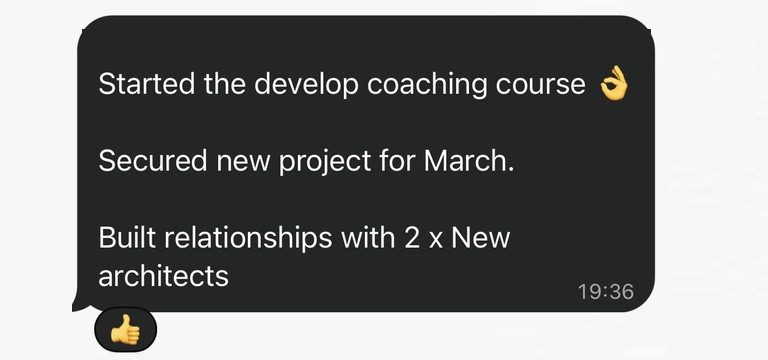 Started the develop coaching course 👌
Secured new project for March.
Built relationships with 2 x New
architects
19:36
👍